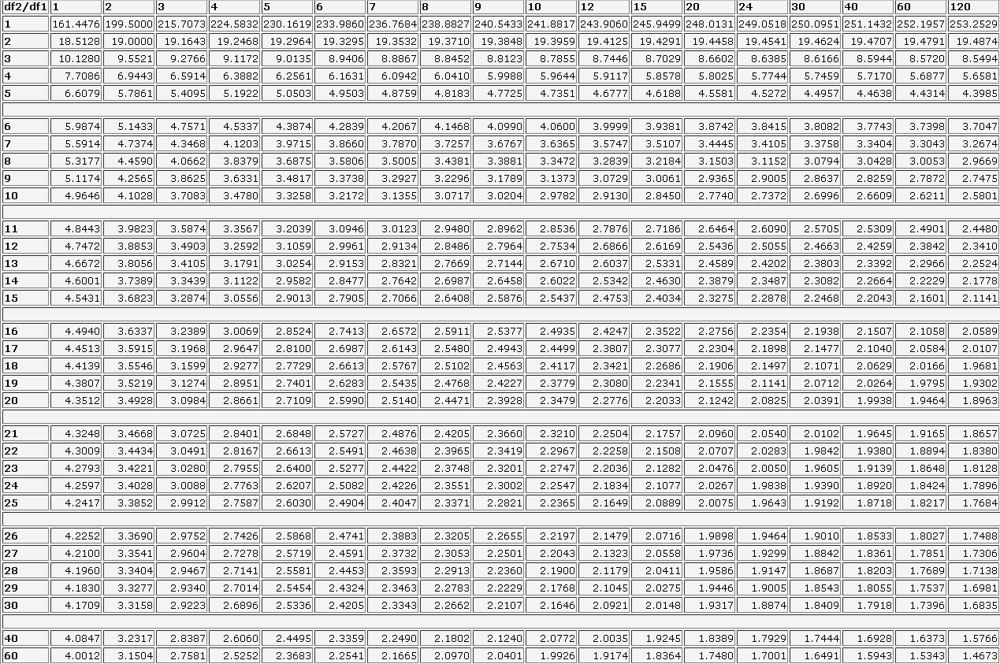 df2/df1 1 2 3 4 5 6 7 8 9 10 12 15 20 24 30 40 60 120
1 161.4476 199.5000 215.7073 224.5832 230.1619 233.9860 236.7684 238.8827 240.5433 241.8817 243.9060 245.9499 248.0131 249.0518 250.0951 251.1432 252.1957 253.2529
2 18.5128 19.0000 19.1643 19.2468 19.2964 19.3295 19.3532 19.3710 19.3848 19.3959 19.4125 19.4291 19.4458 19.4541 19.4624 19.4707 19.4791 19.4874
3 10.1280 9.5521 9.2766 9.1172 9.0135 8.9406 8.8867 8.8452 8.8123 8.7855 8.7446 8.7029 8.6602 8.6385 8.6166 8.5944 8.5720 8.5494
4 7.7086 6.9443 6.5914 6.3882 6.2561 6.1631 6.0942 6.0410 5.9988 5.9644 5.9117 5.8578 5.8025 5.7744 5.7459 5.7170 5.6877 5.6581
5 6.6079 5.7861 5.4095 5.1922 5.0503 4.9503 4.8759 4.8183 4.7725 4.7351 4.6777 4.6188 4.5581 4.5272 4.4957 4.4638 4.4314 4.3985
6 5.9874 5.1433 4.7571 4.5337 4.3874 4.2839 4.2067 4.1468 4.0990 4.0600 3.9999 3.9381 3.8742 3.8415 3.8082 3.7743 3.7398 3.7047
7 5.5914 4.7374 4.3468 4.1203 3.9715 3.8660 3.7870 3.7257 3.6767 3.6365 3.5747 3.5107 3.4445 3.4105 3.3758 3.3404 3.3043 3.2674
8 5.3177 4.4590 4.0662 3.8379 3.6875 3.5806 3.5005 3.4381 3.3881 3.3472 3.2839 3.2184 3.1503 3.1152 3.0794 3.0428 3.0053 2.9669
9 5.1174 4.2565 3.8625 3.6331 3.4817 3.3738 3.2927 3.2296 3.1789 3.1373 3.0729 3.0061 2.9365 2.9005 2.8637 2.8259 2.7872 2.7475
10 4.9646 4.1028 3.7083 3.4780 3.3258 3.2172 3.1355 3.0717 3.0204 2.9782 2.9130 2.8450 2.7740 2.7372 2.6996 2.6609 2.6211 2.5801
11 4.8443 3.9823 3.5874 3.3567 3.2039 3.0946 3.0123 2.9480 2.8962 2.8536 2.7876 2.7186 2.6464 2.6090 2.5705 2.5309 2.4901 2.4480
12 4.7472 3.8853 3.4903 3.2592 3.1059 2.9961 2.9134 2.8486 2.7964 2.7534 2.6866 2.6169 2.5436 2.5055 2.4663 2.4259 2.3842 2.3410
13 4.6672 3.8056 3.4105 3.1791 3.0254 2.9153 2.8321 2.7669 2.7144 2.6710 2.6037 2.5331 2.4589 2.4202 2.3803 2.3392 2.2966 2.2524
14 4.6001 3.7389 3.3439 3.1122 2.9582 2.8477 2.7642 2.6987 2.6458 2.6022 2.5342 2.4630 2.3879 2.3487 2.3082 2.2664 2.2229 2.1778
15 4.5431 3.6823 3.2874 3.0556 2.9013 2.7905 2.7066 2.6408 2.5876 2.5437 2.4753 2.4034 2.3275 2.2878 2.2468 2.2043 2.1601 2.1141
16 4.4940 3.6337 3.2389 3.0069 2.8524 2.7413 2.6572 2.5911 2.5377 2.4935 2.4247 2.3522 2.2756 2.2354 2.1938 2.1507 2.1058 2.0589
17 4.4513 3.5915 3.1968 2.9647 2.8100 2.6987 2.6143 2.5480 2.4943 2.4499 2.3807 2.3077 2.2304 2.1898 2.1477 2.1040 2.0584 2.0107
18 4.4139 3.5546 3.1599 2.9277 2.7729 2.6613 2.5767 2.5102 2.4563 2.4117 2.3421 2.2686 2.1906 2.1497 2.1071 2.0629 2.0166 1.9681
19 4.3807 3.5219 3.1274 2.8951 2.7401 2.6283 2.5435 2.4768 2.4227 2.3779 2.3080 2.2341 2.1555 2.1141 2.0712 2.0264 1.9795 1.9302
20 4.3512 3.4928 3.0984 2.8661 2.7109 2.5990 2.5140 2.4471 2.3928 2.3479 2.2776 2.2033 2.1242 2.0825 2.0391 1.9938 1.9464 1.8963
21 4.3248 3.4668 3.0725 2.8401 2.6848 2.5727 2.4876 2.4205 2.3660 2.3210 2.2504 2.1757 2.0960 2.0540 2.0102 1.9645 1.9165 1.8657
22 4.3009 3.4434 3.0491 2.8167 2.6613 2.5491 2.4638 2.3965 2.3419 2.2967 2.2258 2.1508 2.0707 2.0283 1.9842 1.9380 1.8894 1.8380
23 4.2793 3.4221 3.0280 2.7955 2.6400 2.5277 2.4422 2.3748 2.3201 2.2747 2.2036 2.1282 2.0476 2.0050 1.9605 1.9139 1.8648 1.8128
24 4.2597 3.4028 3.0088 2.7763 2.6207 2.5082 2.4226 2.3551 2.3002 2.2547 2.1834 2.1077 2.0267 1.9838 1.9390 1.8920 1.8424 1.7896
25 4.2417 3.3852 2.9912 2.7587 2.6030 2.4904 2.4047 2.3371 2.2821 2.2365 2.1649 2.0889 2.0075 1.9643 1.9192 1.8718 1.8217 1.7684
26 4.2252 3.3690 2.9752 2.7426 2.5868 2.4741 2.3883 2.3205 2.2655 2.2197 2.1479 2.0716 1.9898 1.9464 1.9010 1.8533 1.8027 1.7488
27 4.2100 3.3541 2.9604 2.7278 2.5719 2.4591 2.3732 2.3053 2.2501 2.2043 2.1323 2.0558 1.9736 1.9299 1.8842 1.8361 1.7851 1.7306
28 4.1960 3.3404 2.9467 2.7141 2.5581 2.4453 2.3593 2.2913 2.2360 2.1900 2.1179 2.0411 1.9586 1.9147 1.8687 1.8203 1.7689 1.7138
29 4.1830 3.3277 2.9340 2.7014 2.5454 2.4324 2.3463 2.2783 2.2229 2.1768 2.1045 2.0275 1.9446 1.9005 1.8543 1.8055 1.7537 1.6981
30 4.1709 3.3158 2.9223 2.6896 2.5336 2.4205 2.3343 2.2662 2.2107 2.1646 2.0921 2.0148 1.9317 1.8874 1.8409 1.7918 1.7396 1.6835
40 4.0847 3.2317 2.8387 2.6060 2.4495 2.3359 2.2490 2.1802 2.1240 2.0772 2.0035 1.9245 1.8389 1.7929 1.7444 1.6928 1.6373 1.5766
60 4.0012 3.1504 2.7581 2.5252 2.3683 2.2541 2.1665 2.0970 2.0401 1.9926 1.9174 1.8364 1.7480 1.7001 1.6491 1.5943 1.5343 1.4673